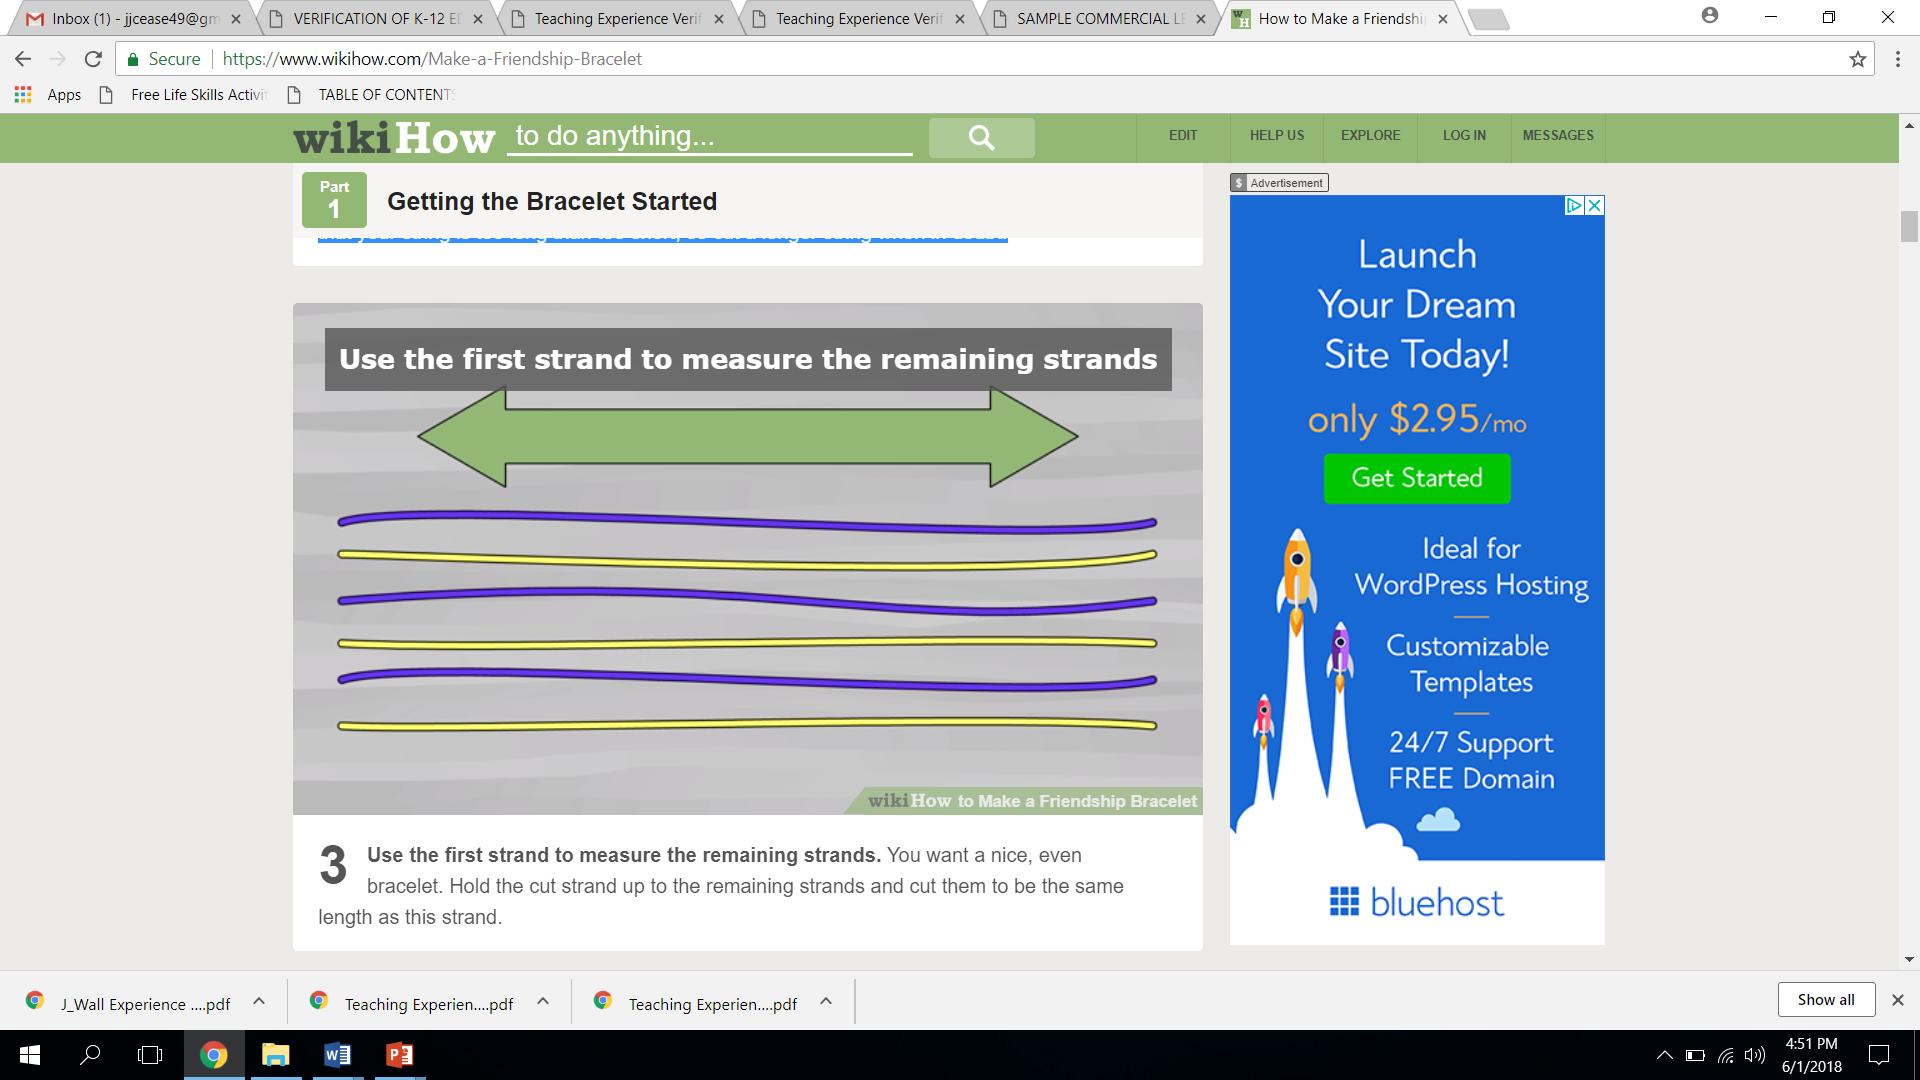 Inbox (1) - jjcease49@gm
VERIFICATION OF K-12 E
Teaching Experience Verif
Teaching Experience Verif
SAMPLE COMMERCIAL L
How to Make a Friendshi
Secure
https://www.wikihow.com/Make-a-Friendship-Bracelet
Apps
Free Life Skills Activi
TABLE OF CONTENTS
wikiHow to do anything...
EDIT
HELP US
EXPLORE
LOG IN
MESSAGES
Part
1
Getting the Bracelet Started
$ Advertisement
Use the first strand to measure the remaining strands
wikiHow to Make a Friendship Bracelet
3
Use the first strand to measure the remaining strands. You want a nice, even
bracelet. Hold the cut strand up to the remaining strands and cut them to be the same
length as this strand.
Launch
Your Dream
Site Today!
only $2.95/mo
Get Started
Ideal for
WordPress Hosting
Customizable
Templates
24/7 Support
FREE Domain
bluehost
J_Wall Experience ....pdf
Teaching Experien....pdf
Teaching Experien....pdf
Show all
4:51 PM
6/1/2018